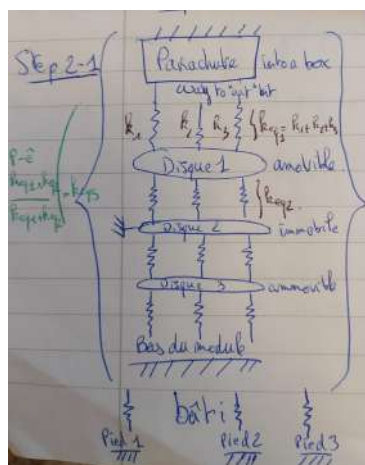 Step 2-1
Parachute
into a box
k1 k2 k3
keq1 = k1+k2+k3
Disque 1
amovible
p-ê
keq2
Disque 2
immobile
Disque 3
ammovible
Bas du module
bâti
Pied 1
Pied 2
Pied 3